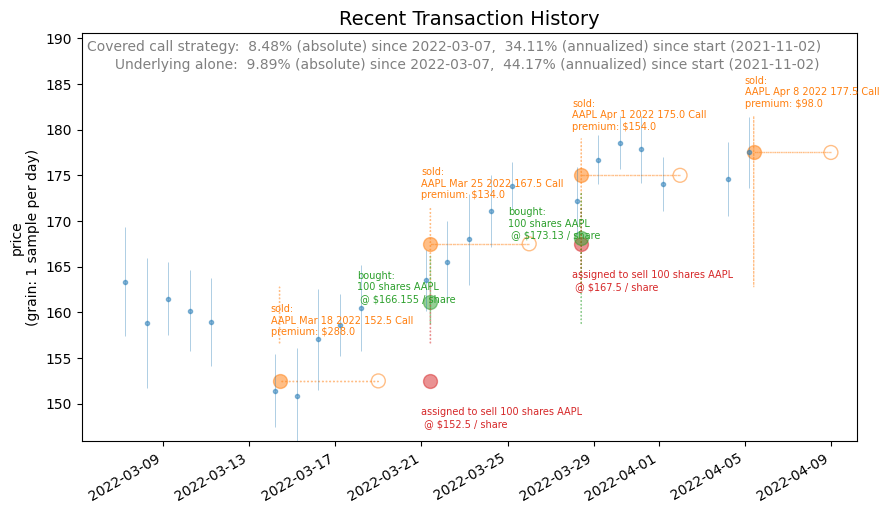 Recent Transaction History
Covered call strategy:  8.48% (absolute) since 2022-03-07,  34.11% (annualized) since start (2021-11-02)
Underlying alone:  9.89% (absolute) since 2022-03-07,  44.17% (annualized) since start (2021-11-02)
price
(grain: 1 sample per day)
190
185
180
175
170
165
160
155
150
sold:
AAPL Mar 18 2022 152.5 Call
premium: $288.0
bought:
100 shares AAPL
@ $166.155 / share
sold:
AAPL Mar 25 2022 167.5 Call
premium: $134.0
assigned to sell 100 shares AAPL
@ $152.5 / share
bought:
100 shares AAPL
@ $173.13 / share
sold:
AAPL Apr 1 2022 175.0 Call
premium: $154.0
assigned to sell 100 shares AAPL
@ $167.5 / share
sold:
AAPL Apr 8 2022 177.5 Call
premium: $98.0
2022-03-09
2022-03-13
2022-03-17
2022-03-21
2022-03-25
2022-03-29
2022-04-01
2022-04-05
2022-04-09